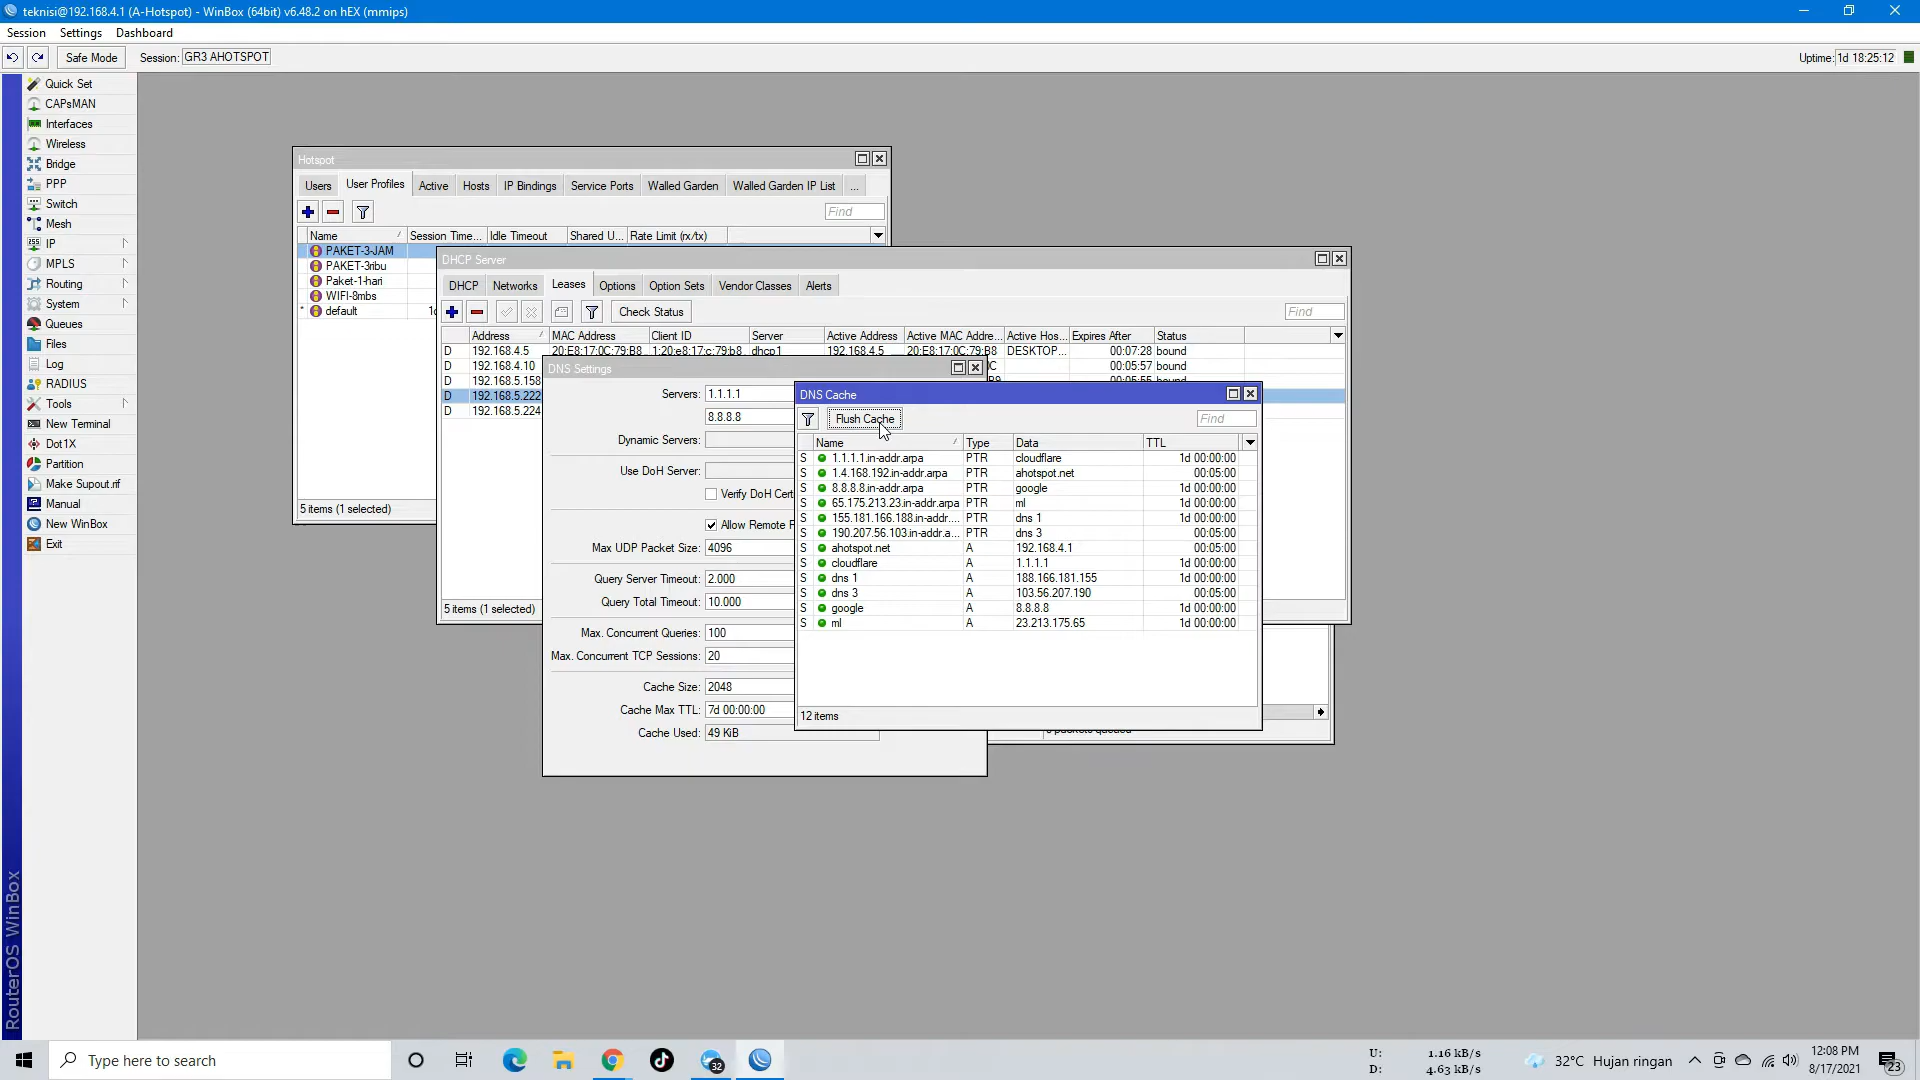 teknisi@192.168.4.1 (A-Hotspot) - WinBox (64bit) v6.48.2 on hEX (mmips)
Session Settings Dashboard
Safe Mode Session: GR3 AHOTSPOT Uptime: 1d 18:25:12
Quick Set
CAPsMAN
Interfaces
Wireless
Bridge
PPP
Switch
Mesh
IP
MPLS
Routing
System
Queues
Files
Log
RADIUS
Tools
New Terminal
Dot1X
Partition
Make Supout.rif
Manual
New WinBox
Exit
RouterOS WinBox
Hotspot
Users User Profiles Active Hosts IP Bindings Service Ports Walled Garden Walled Garden IP List ...
Find
Name Session Time... Idle Timeout Shared U... Rate Limit (rx/tx)
PAKET-3-JAM
PAKET-3ribu
Paket-1-hari
WIFI-8mbs
* default
5 items (1 selected)
DHCP Server
DHCP Networks Leases Options Option Sets Vendor Classes Alerts
Check Status Find
Address MAC Address Client ID Server Active Address Active MAC Addre... Active Hos... Expires After Status
D 192.168.4.5 20:E8:17:0C:79:B8 1:20:e8:17:c:79:b8 dhcp1 192.168.4.5 20:E8:17:0C:79:B8 DESKTOP... 00:07:28 bound
D 192.168.4.10 00:05:57 bound
D 192.168.5.158 00:05:55 bound
D 192.168.5.222
D 192.168.5.224
5 items (1 selected)
DNS Settings
Servers: 1.1.1.1
8.8.8.8
Dynamic Servers:
Use DoH Server:
Verify DoH Cert
Allow Remote
Max UDP Packet Size: 4096
Query Server Timeout: 2.000
Query Total Timeout: 10.000
Max. Concurrent Queries: 100
Max. Concurrent TCP Sessions: 20
Cache Size: 2048
Cache Max TTL: 7d 00:00:00
Cache Used: 49 KiB
DNS Cache
Flush Cache Find
Name Type Data TTL
S 1.1.1.1.in-addr.arpa PTR cloudflare 1d 00:00:00
S 1.4.168.192.in-addr.arpa PTR ahotspot.net 00:05:00
S 8.8.8.8.in-addr.arpa PTR google 1d 00:00:00
S 65.175.213.23.in-addr.arpa PTR ml 1d 00:00:00
S 155.181.166.188.in-addr.... PTR dns 1 1d 00:00:00
S 190.207.56.103.in-addr.a... PTR dns 3 00:05:00
S ahotspot.net A 192.168.4.1 00:05:00
S cloudflare A 1.1.1.1 1d 00:00:00
S dns 1 A 188.166.181.155 1d 00:00:00
S dns 3 A 103.56.207.190 00:05:00
S google A 8.8.8.8 1d 00:00:00
S ml A 23.213.175.65 1d 00:00:00
12 items
Type here to search
32
U: 1.16 kB/s
D: 4.63 kB/s
32°C Hujan ringan
12:08 PM
8/17/2021
23